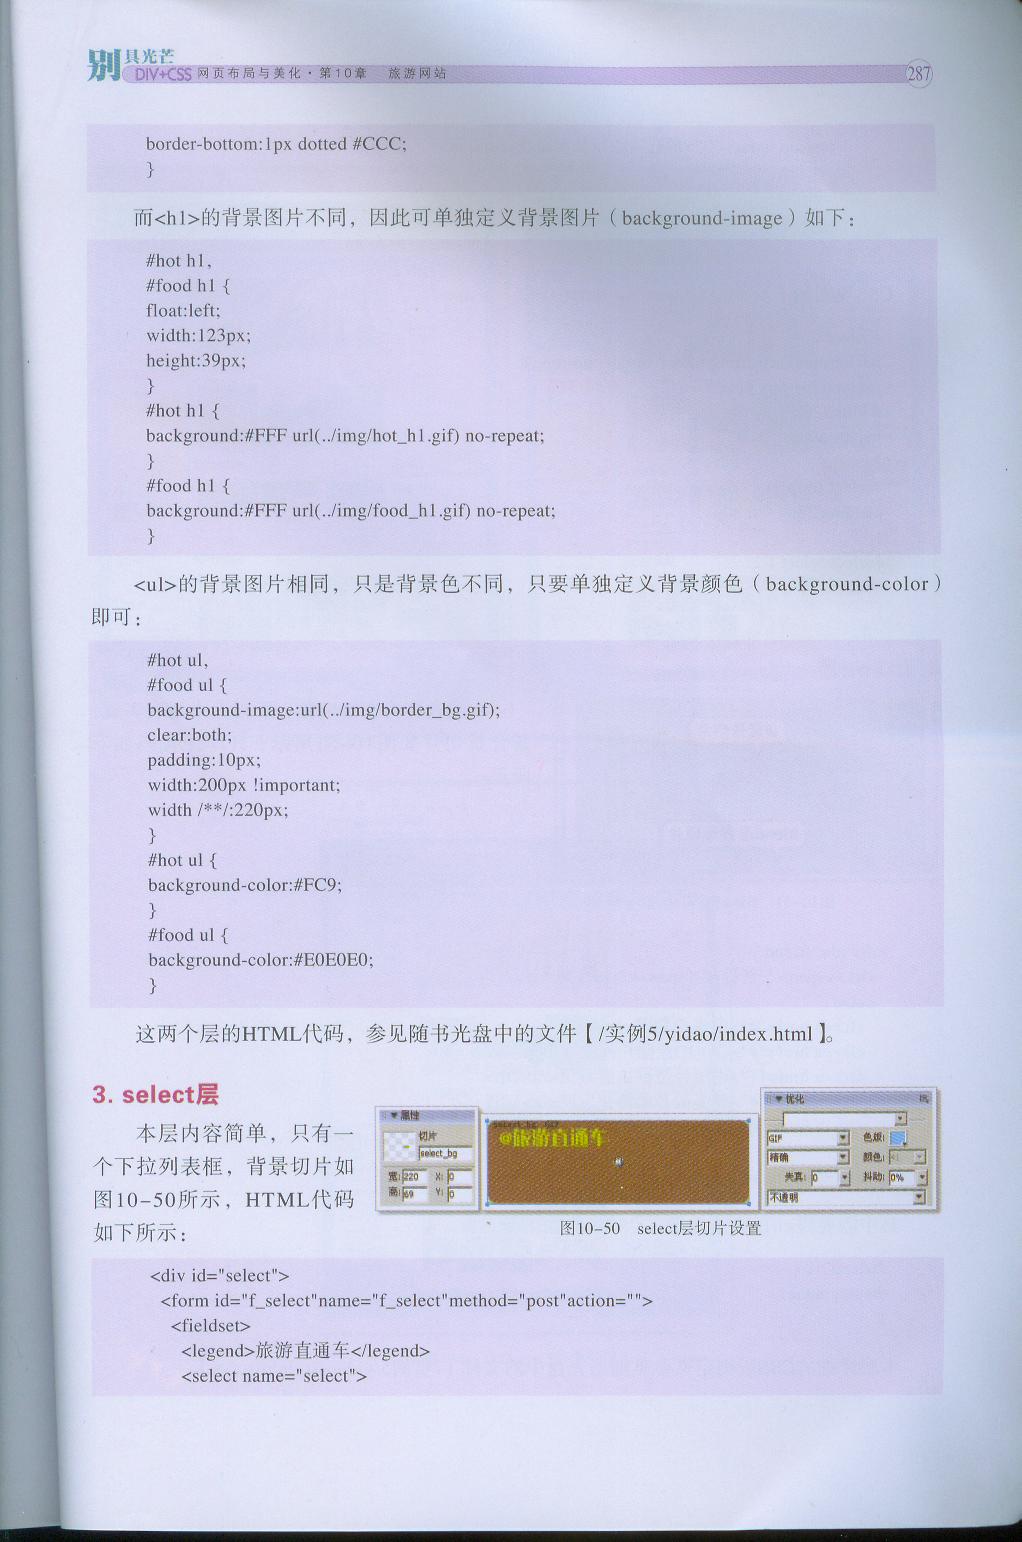 别具光芒
DIV+CSS 网页布局与美化·第10章 旅游网站
287
border-bottom:1px dotted #CCC;
}
而<h1>的背景图片不同，因此可单独定义背景图片（background-image）如下：
#hot h1,
#food h1 {
float:left;
width:123px;
height:39px;
}
#hot h1 {
background:#FFF url(../img/hot_h1.gif) no-repeat;
}
#food h1 {
background:#FFF url(../img/food_h1.gif) no-repeat;
}
<ul>的背景图片相同，只是背景色不同，只要单独定义背景颜色（background-color）
即可：
#hot ul,
#food ul {
background-image:url(../img/border_bg.gif);
clear:both;
padding:10px;
width:200px !important;
width /**/:220px;
}
#hot ul {
background-color:#FC9;
}
#food ul {
background-color:#E0E0E0;
}
这两个层的HTML代码，参见随书光盘中的文件【/实例5/yidao/index.html】。
3. select层
本层内容简单，只有一
个下拉列表框，背景切片如
图10-50所示，HTML代码
如下所示：
属性
切片
select_bg
宽: 220 X: 0
高: 69 Y: 0
select_bg GIF
@旅游直通车
优化
GIF 色版:
精确 颜色:
失真: 0 抖动: 0%
不透明
图10-50 select层切片设置
<div id="select">
<form id="f_select"name="f_select"method="post"action="">
<fieldset>
<legend>旅游直通车</legend>
<select name="select">